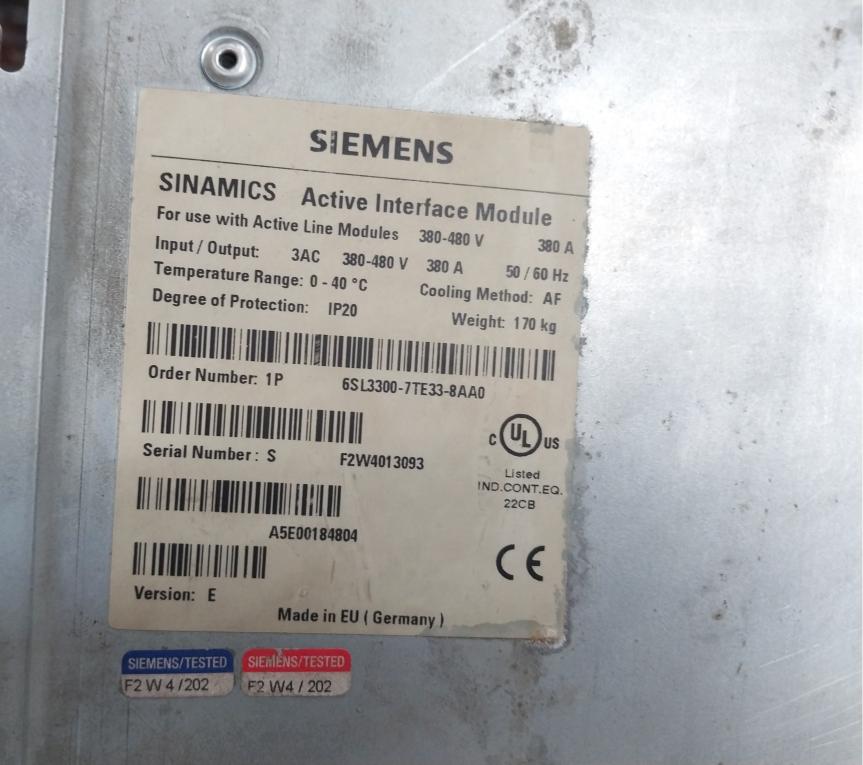 SIEMENS
SINAMICS Active Interface Module
For use with Active Line Modules 380-480 V 380 A
Input / Output: 3AC 380-480 V 380 A 50 / 60 Hz
Temperature Range: 0 - 40 °C Cooling Method: AF
Degree of Protection: IP20 Weight: 170 kg
Order Number: 1P 6SL3300-7TE33-8AA0
Serial Number: S F2W4013093
C UL US
Listed
IND.CONT.EQ.
22CB
A5E00184804
CE
Version: E
Made in EU ( Germany )
SIEMENS/TESTED SIEMENS/TESTED
F2 W 4 /202 F2 W4 / 202